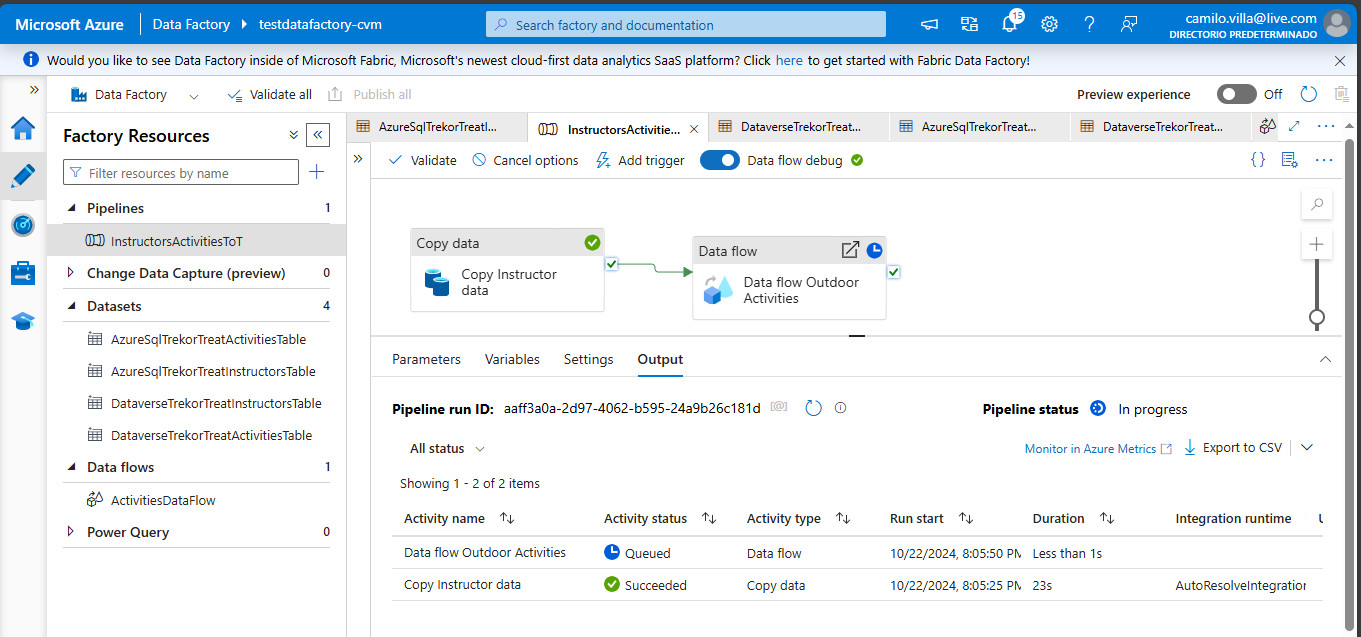 Microsoft Azure Data Factory testdatafactory-cvm Search factory and documentation 15 camilo.villa@live.com
DIRECTORIO PREDETERMINADO
Would you like to see Data Factory inside of Microsoft Fabric, Microsoft's newest cloud-first data analytics SaaS platform? Click here to get started with Fabric Data Factory!
Data Factory Validate all Publish all Preview experience Off
Factory Resources
Filter resources by name
Pipelines 1
InstructorsActivitiesToT
Change Data Capture (preview) 0
Datasets 4
AzureSqlTrekorTreatActivitiesTable
AzureSqlTrekorTreatInstructorsTable
DataverseTrekorTreatInstructorsTable
DataverseTrekorTreatActivitiesTable
Data flows 1
ActivitiesDataFlow
Power Query 0
AzureSqlTrekorTreatI... InstructorsActivitie... DataverseTrekorTreat... AzureSqlTrekorTreat... DataverseTrekorTreat...
Validate Cancel options Add trigger Data flow debug
Copy data
Copy Instructor
data
Data flow
Data flow Outdoor
Activities
Parameters Variables Settings Output
Pipeline run ID: aaff3a0a-2d97-4062-b595-24a9b26c181d Pipeline status In progress
All status Monitor in Azure Metrics Export to CSV
Showing 1 - 2 of 2 items
Activity name Activity status Activity type Run start Duration Integration runtime
Data flow Outdoor Activities Queued Data flow 10/22/2024, 8:05:50 PM Less than 1s
Copy Instructor data Succeeded Copy data 10/22/2024, 8:05:25 PM 23s AutoResolveIntegration